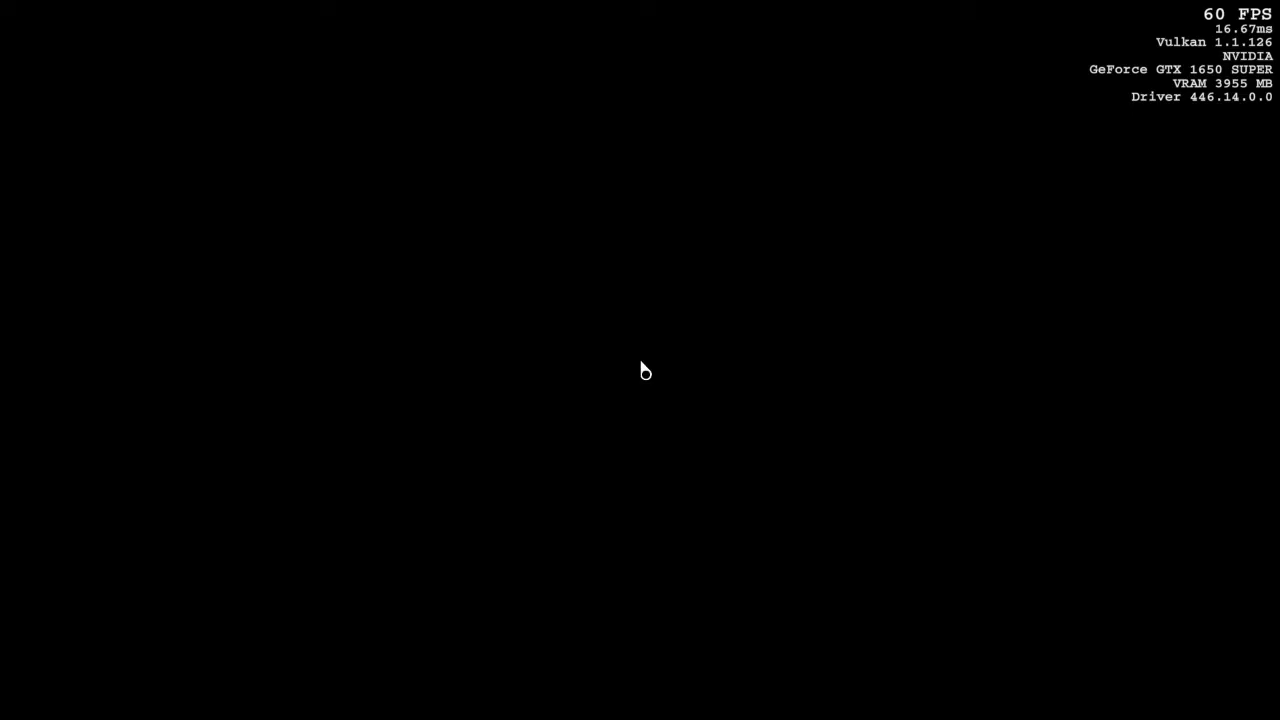 60 FPS
16.67ms
Vulkan 1.1.126
NVIDIA
GeForce GTX 1650 SUPER
VRAM 3955 MB
Driver 446.14.0.0